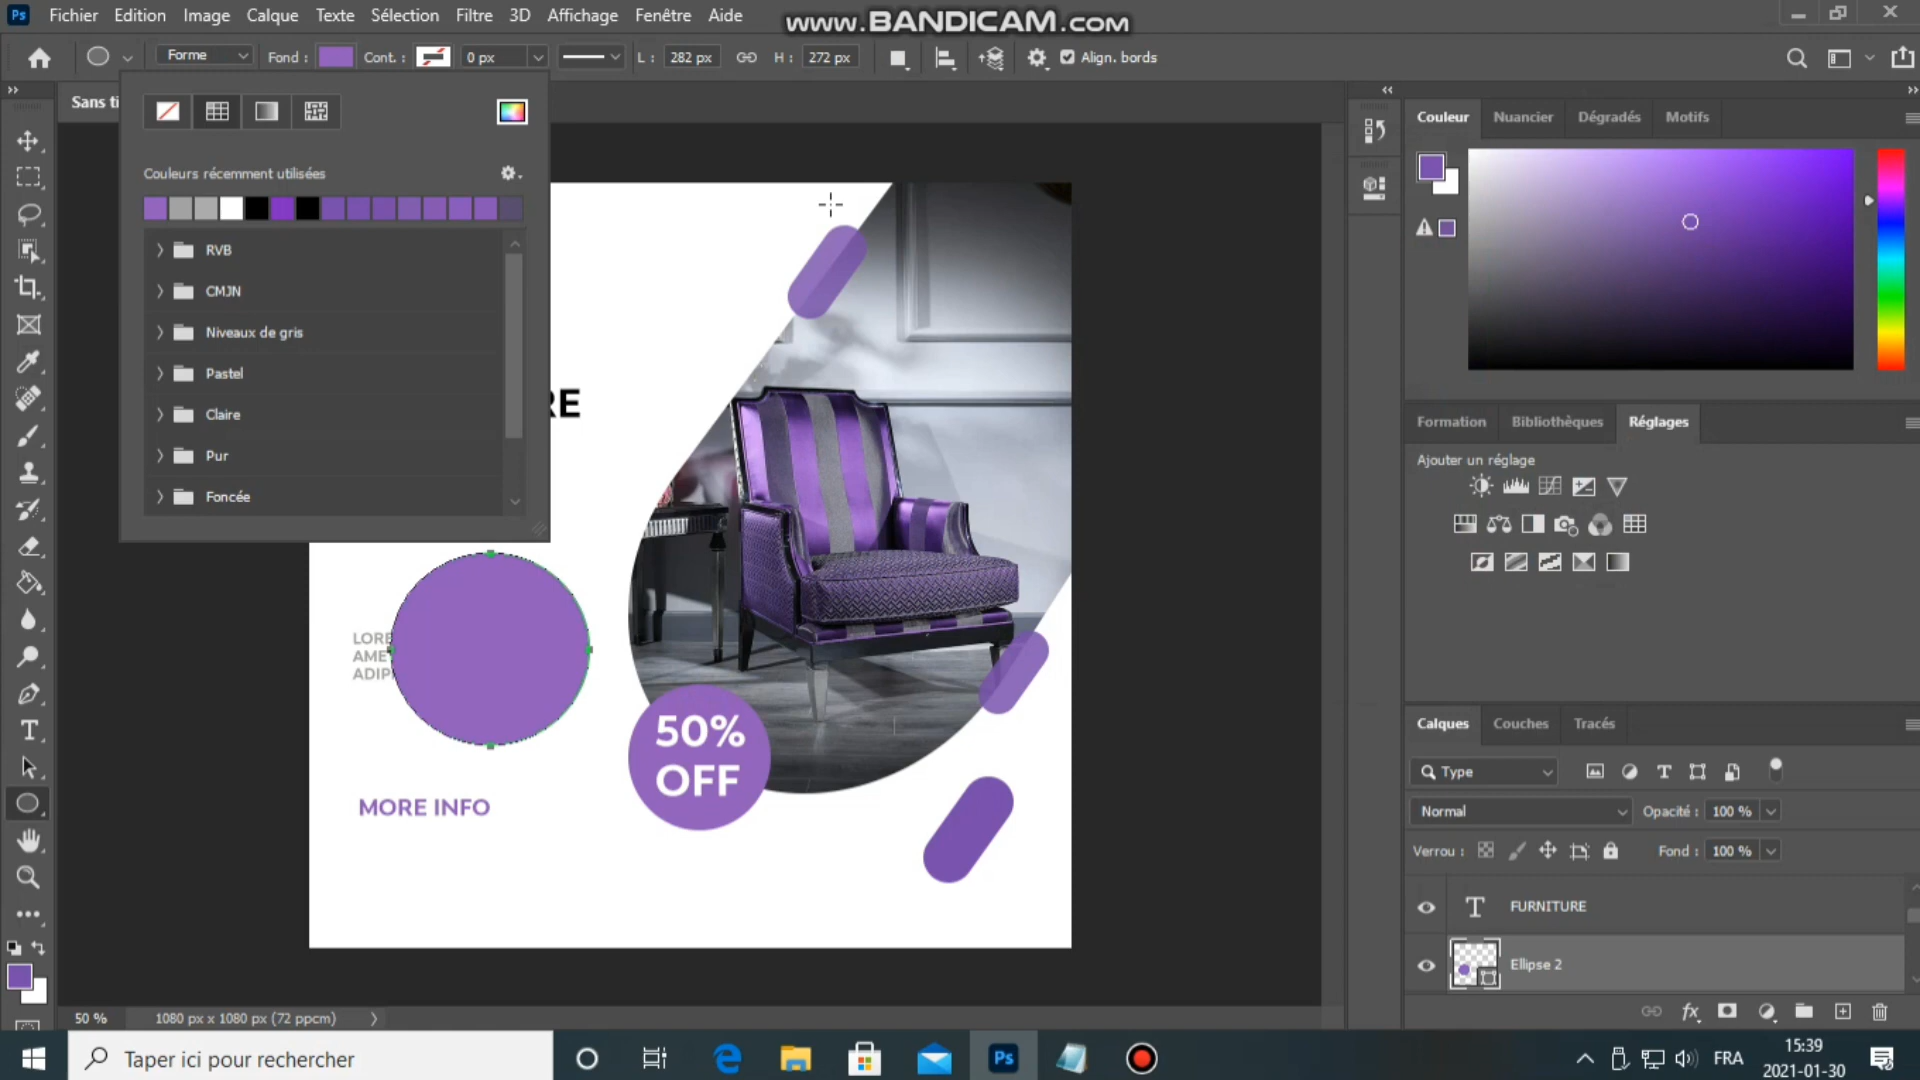 Ps Fichier Edition Image Calque Texte Sélection Filtre 3D Affichage Fenêtre Aide
www.BANDICAM.com
Forme Fond : Cont. : 0 px L : 282 px H : 272 px Align. bords
Sans ti
Couleurs récemment utilisées
RVB
CMJN
Niveaux de gris
Pastel
Claire
Pur
Foncée
RE
LORE
AME
ADIP
50%
OFF
MORE INFO
Couleur Nuancier Dégradés Motifs
Formation Bibliothèques Réglages
Ajouter un réglage
Calques Couches Tracés
Type
Normal Opacité : 100 %
Verrou : Fond : 100 %
T FURNITURE
Ellipse 2
fx
50 % 1080 px x 1080 px (72 ppcm)
Taper ici pour rechercher
Ps
FRA
15:39
2021-01-30